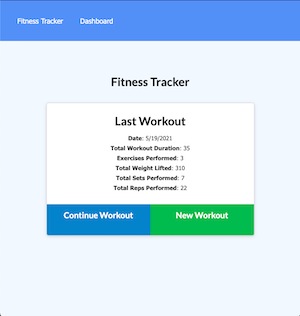 Fitness Tracker Dashboard
Fitness Tracker
Last Workout
Date: 5/19/2021
Total Workout Duration: 35
Exercises Performed: 3
Total Weight Lifted: 310
Total Sets Performed: 7
Total Reps Performed: 22
Continue Workout New Workout